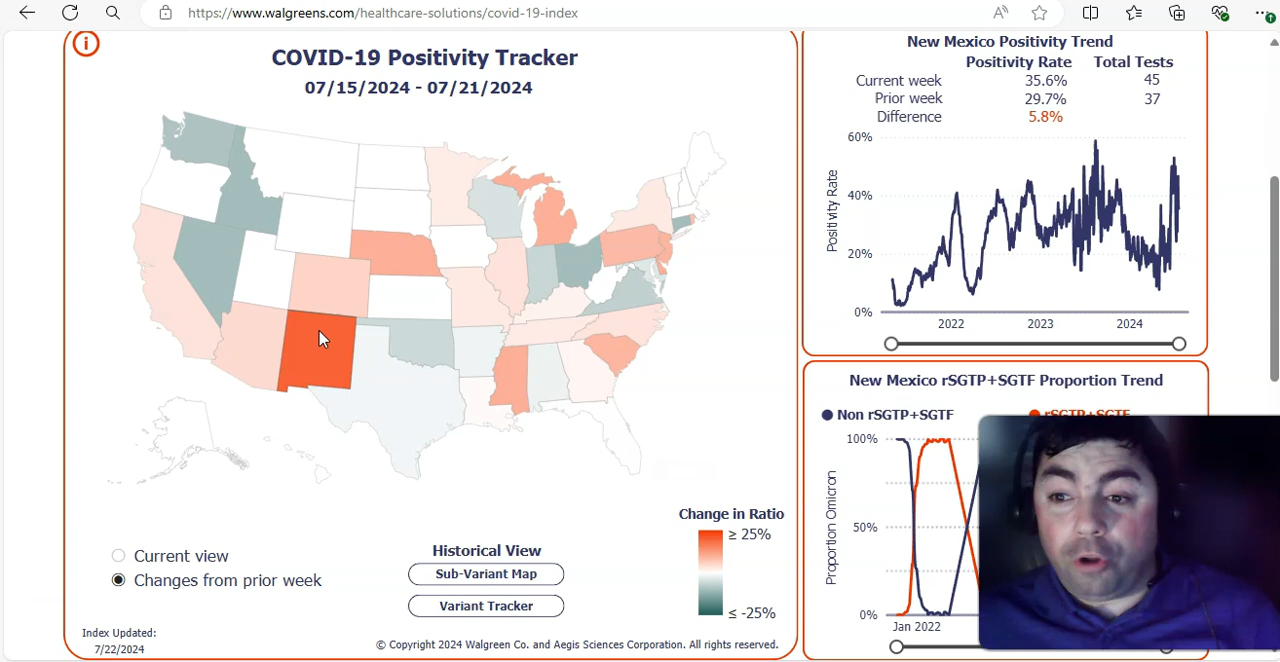 https://www.walgreens.com/healthcare-solutions/covid-19-index
COVID-19 Positivity Tracker
07/15/2024 - 07/21/2024
Current view
Changes from prior week
Historical View
Sub-Variant Map
Variant Tracker
Change in Ratio
≥ 25%
≤ -25%
Index Updated:
7/22/2024
© Copyright 2024 Walgreen Co. and Aegis Sciences Corporation. All rights reserved.
New Mexico Positivity Trend
Positivity Rate Total Tests
Current week 35.6% 45
Prior week 29.7% 37
Difference 5.8%
Positivity Rate
60%
40%
20%
0%
2022 2023 2024
New Mexico rSGTP+SGTF Proportion Trend
Non rSGTP+SGTF rSGTP+SGTF
Proportion Omicron
100%
50%
0%
Jan 2022